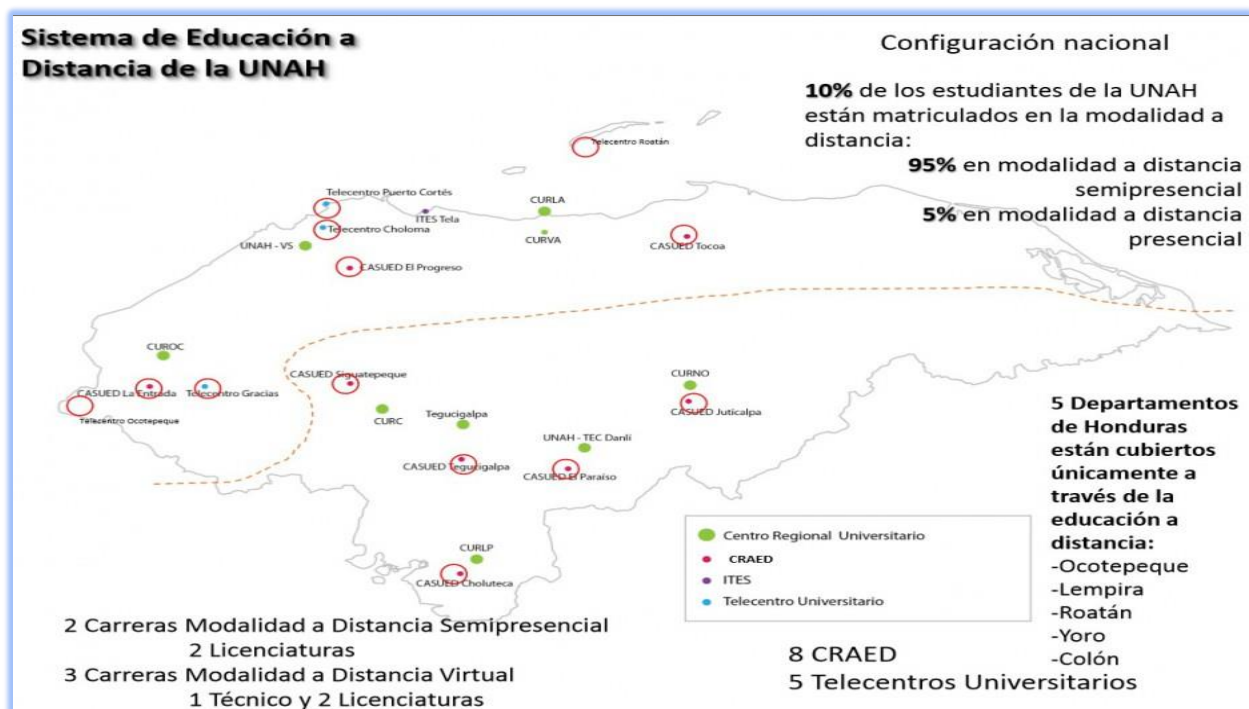 Sistema de Educación a
Distancia de la UNAH
Configuración nacional
10% de los estudiantes de la UNAH
están matriculados en la modalidad a
distancia:
95% en modalidad a distancia
semipresencial
5% en modalidad a distancia
presencial
Telecentro Roatán
Telecentro Puerto Cortés
ITES Tela
CURLA
Telecentro Choloma
CURVA
UNAH - VS
CASUED Tocoa
CASUED El Progreso
CUROC
CASUED Siguatepeque
CURNO
CASUED La Entrada
Telecentro Gracias
Telecentro Ocotepeque
CURC
Tegucigalpa
CASUED Juticalpa
UNAH - TEC Danlí
CASUED Tegucigalpa
CASUED El Paraíso
CURLP
CASUED Choluteca
5 Departamentos
de Honduras
están cubiertos
únicamente a
través de la
educación a
distancia:
-Ocotepeque
-Lempira
-Roatán
-Yoro
-Colón
Centro Regional Universitario
CRAED
ITES
Telecentro Universitario
2 Carreras Modalidad a Distancia Semipresencial
2 Licenciaturas
3 Carreras Modalidad a Distancia Virtual
1 Técnico y 2 Licenciaturas
8 CRAED
5 Telecentros Universitarios